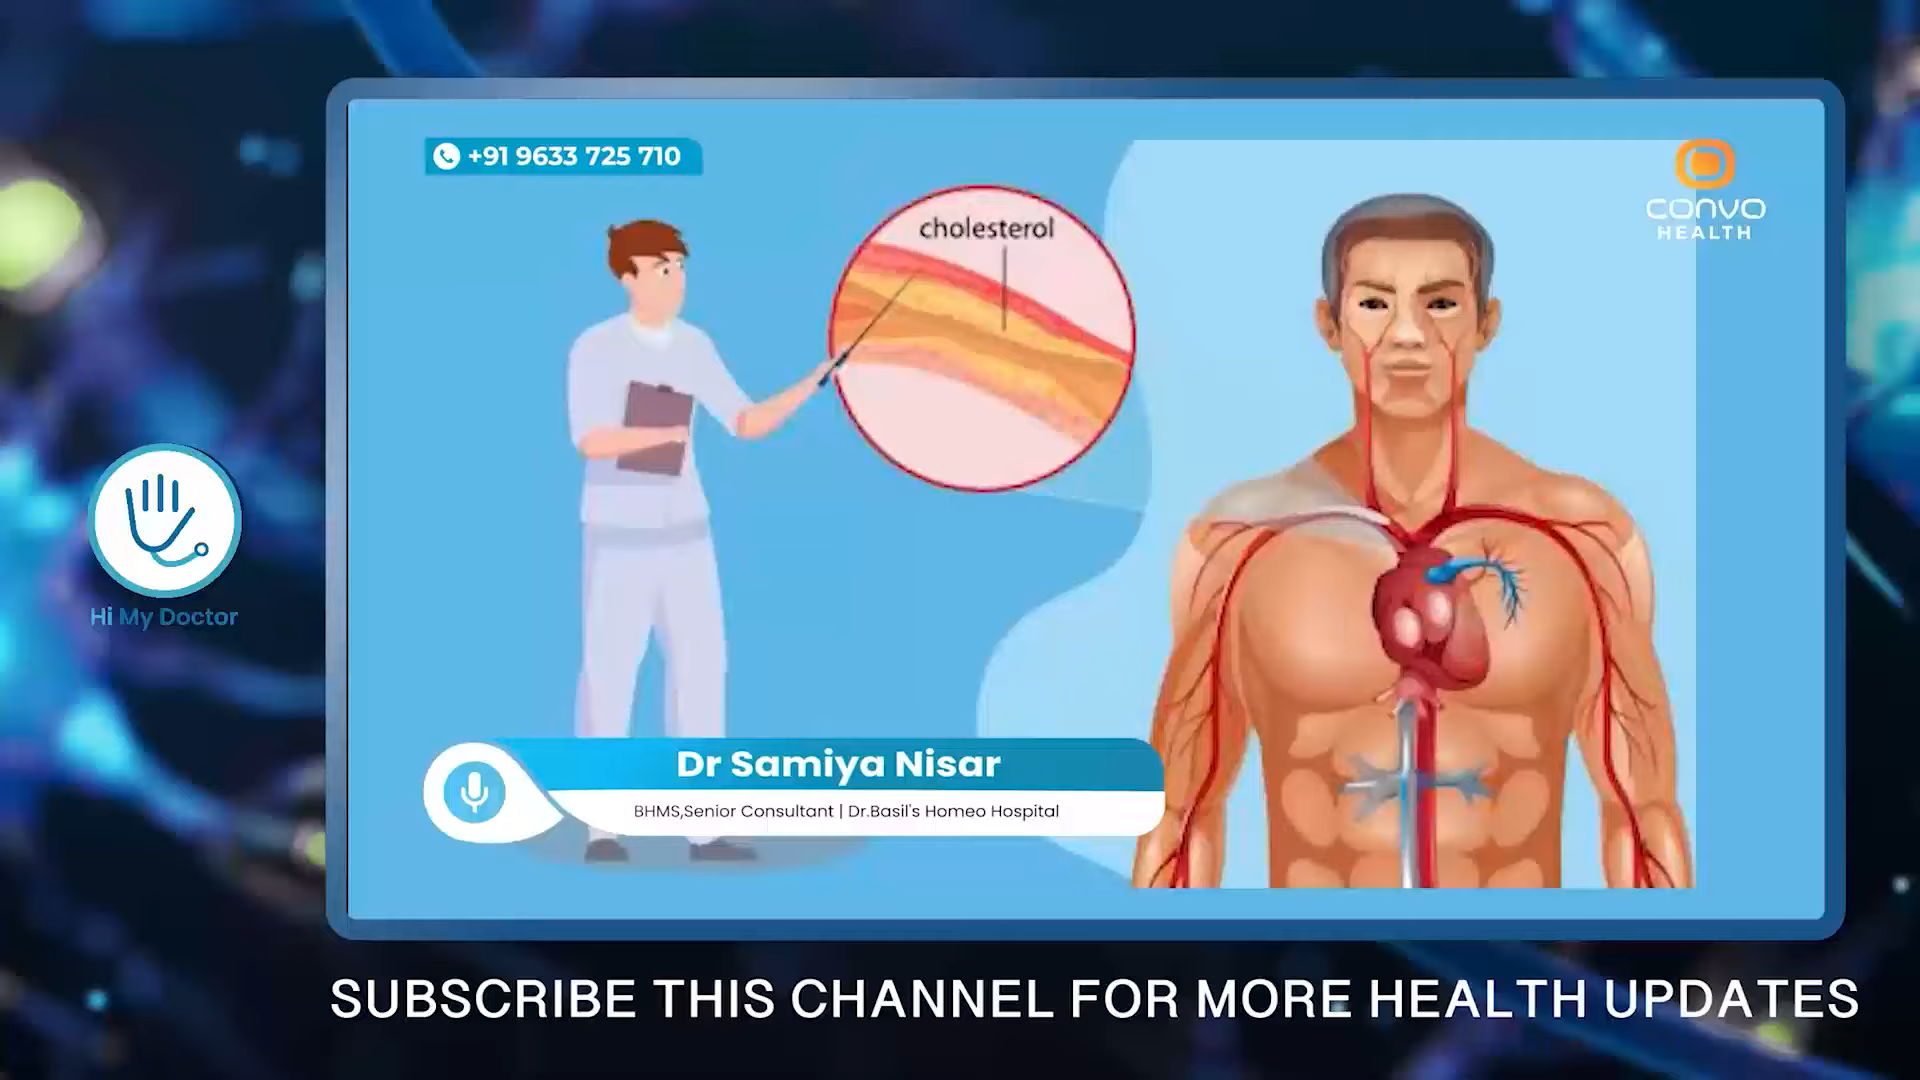 +91 9633 725 710
CONVO
HEALTH
cholesterol
Hi My Doctor
Dr Samiya Nisar
BHMS,Senior Consultant | Dr.Basil's Homeo Hospital
SUBSCRIBE THIS CHANNEL FOR MORE HEALTH UPDATES